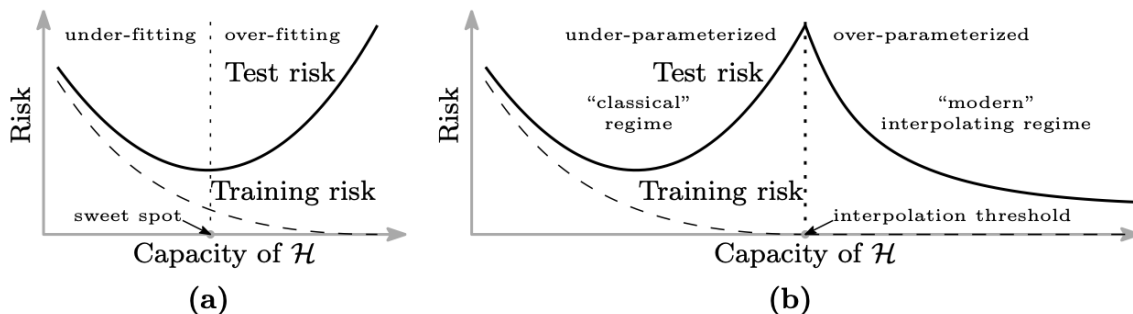 under-fitting
over-fitting
Test risk
Risk
Training risk
sweet spot
Capacity of ℋ
(a)
under-parameterized
over-parameterized
Test risk
“classical”
regime
“modern”
interpolating regime
Risk
Training risk
interpolation threshold
Capacity of ℋ
(b)